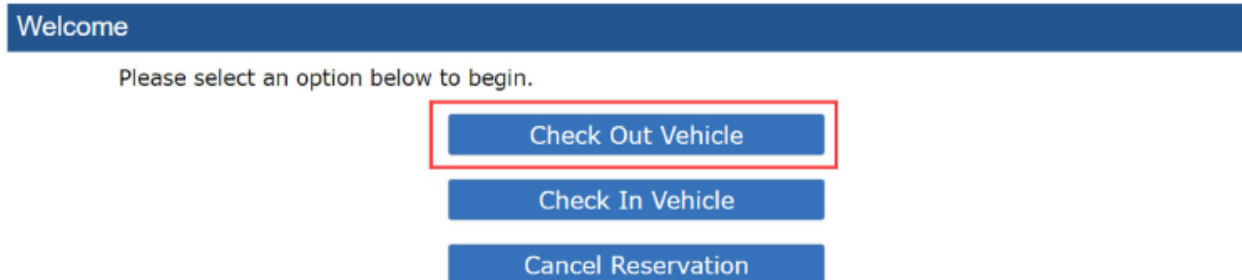 Welcome
Please select an option below to begin.
Check Out Vehicle
Check In Vehicle
Cancel Reservation